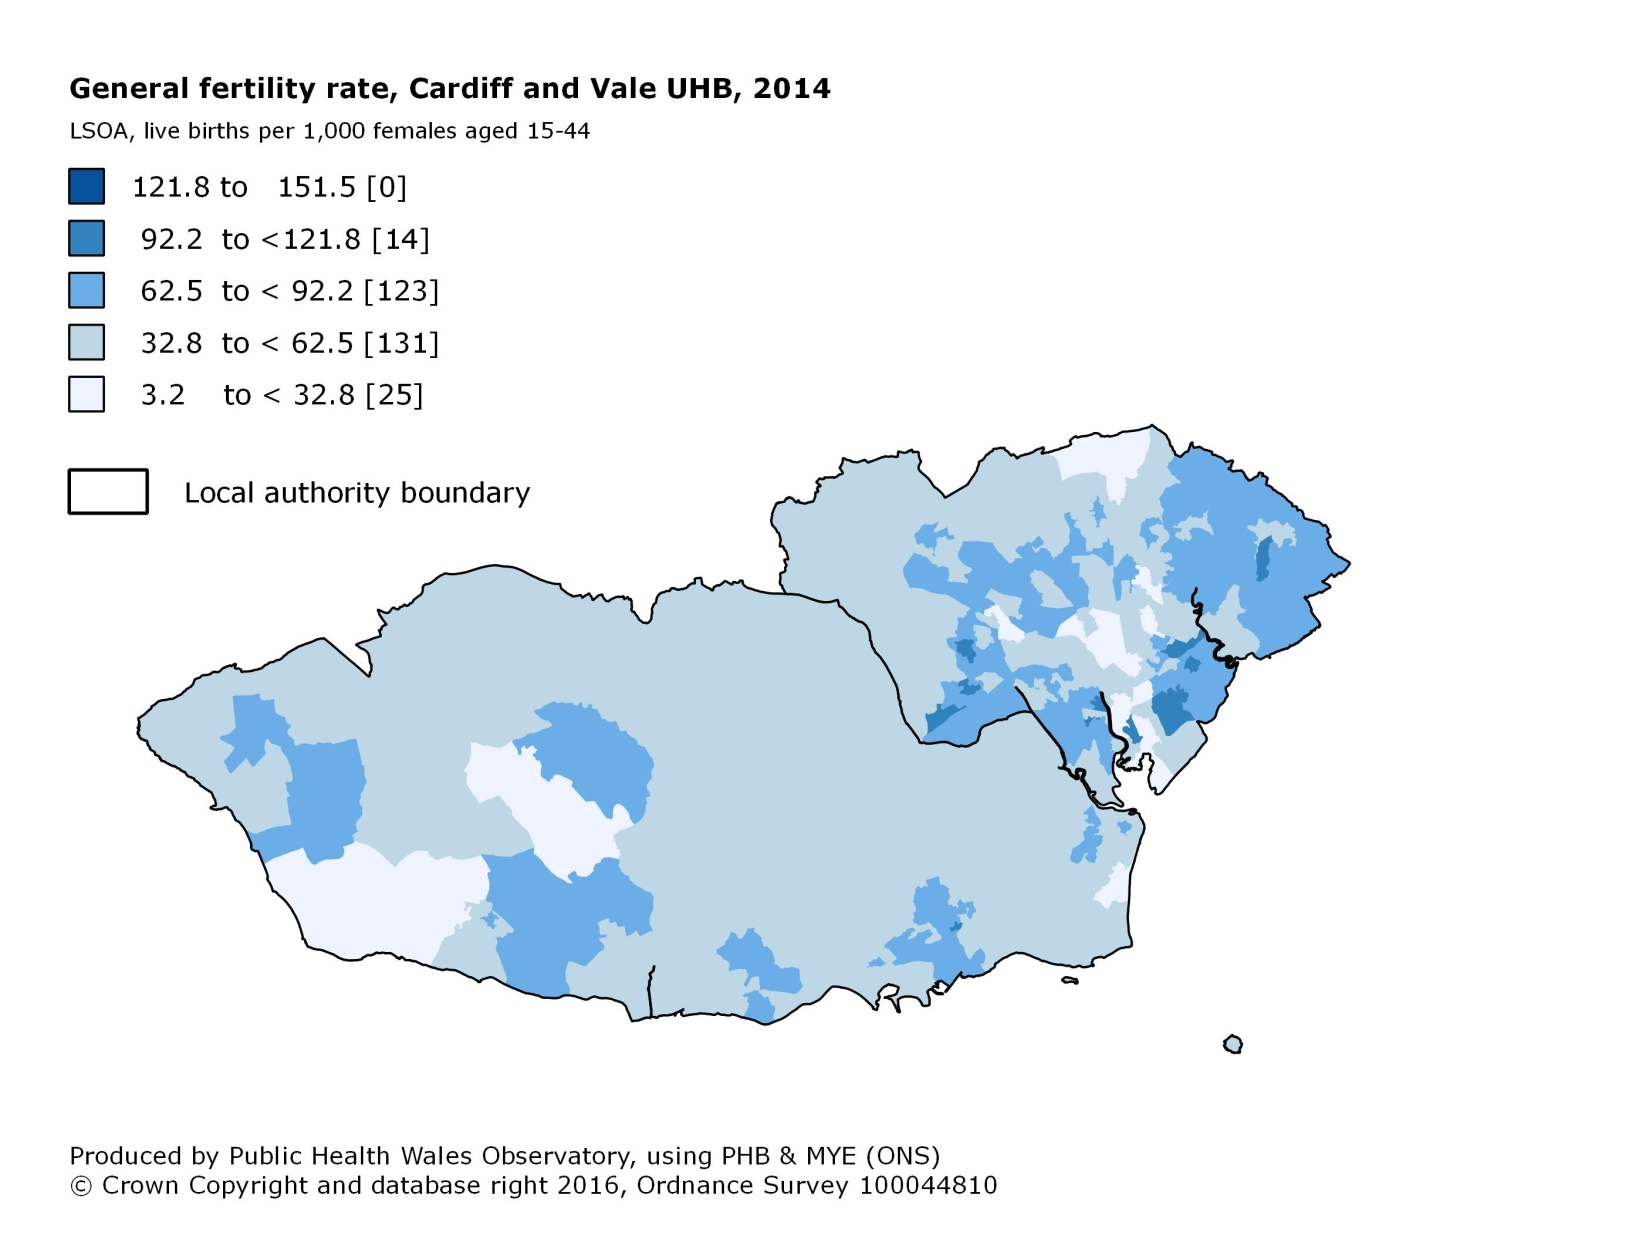 General fertility rate, Cardiff and Vale UHB, 2014
LSOA, live births per 1,000 females aged 15-44
121.8 to 151.5 [0]
92.2 to <121.8 [14]
62.5 to < 92.2 [123]
32.8 to < 62.5 [131]
3.2 to < 32.8 [25]
Local authority boundary
Produced by Public Health Wales Observatory, using PHB & MYE (ONS)
© Crown Copyright and database right 2016, Ordnance Survey 100044810